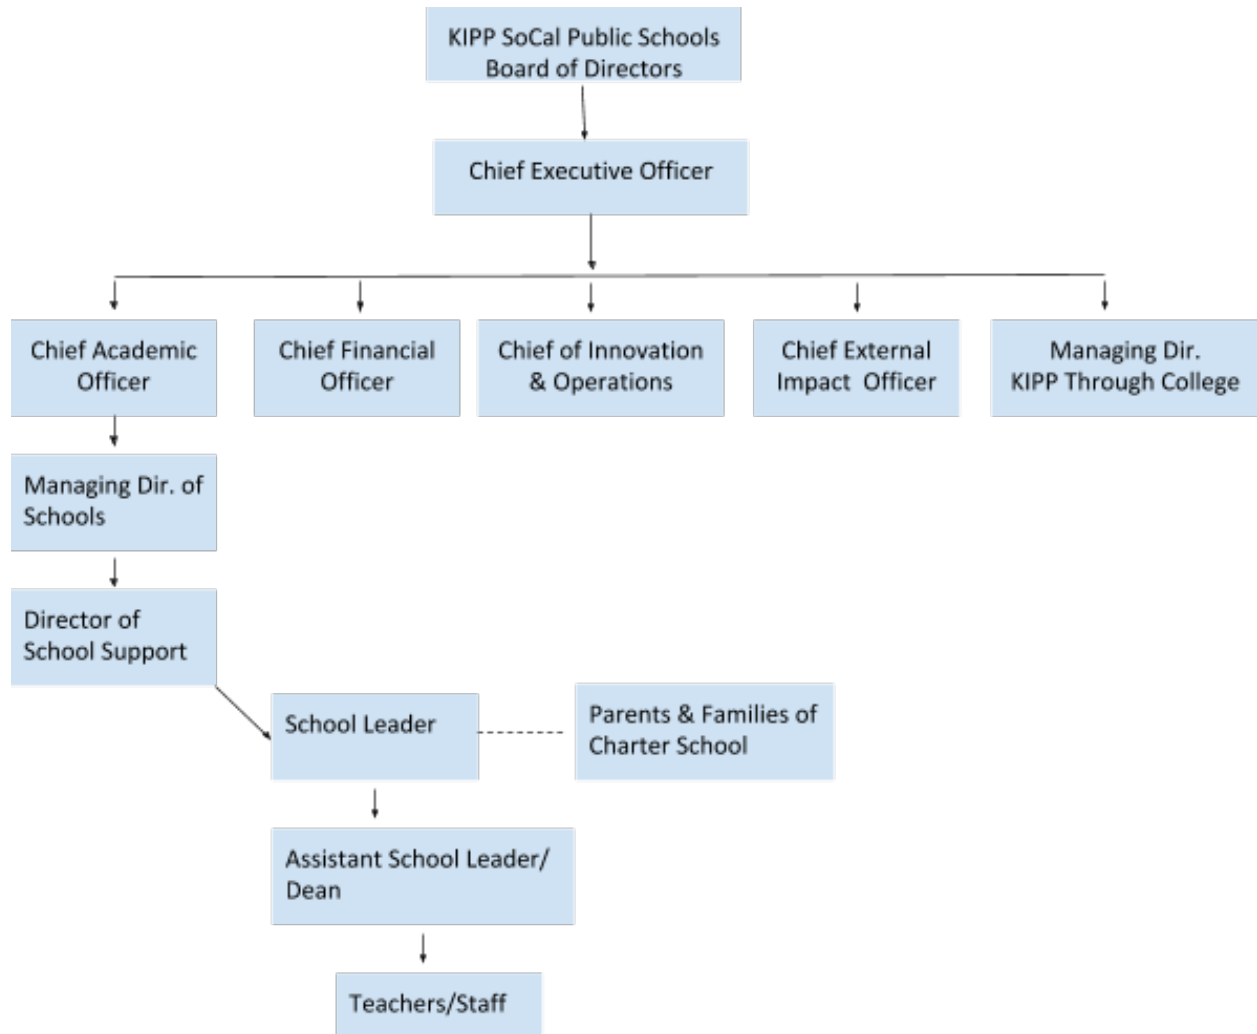 KIPP SoCal Public Schools
Board of Directors
Chief Executive Officer
Chief Academic
Officer
Chief Financial
Officer
Chief of Innovation
& Operations
Chief External
Impact Officer
Managing Dir.
KIPP Through College
Managing Dir. of
Schools
Director of
School Support
School Leader
Parents & Families of
Charter School
Assistant School Leader/
Dean
Teachers/Staff